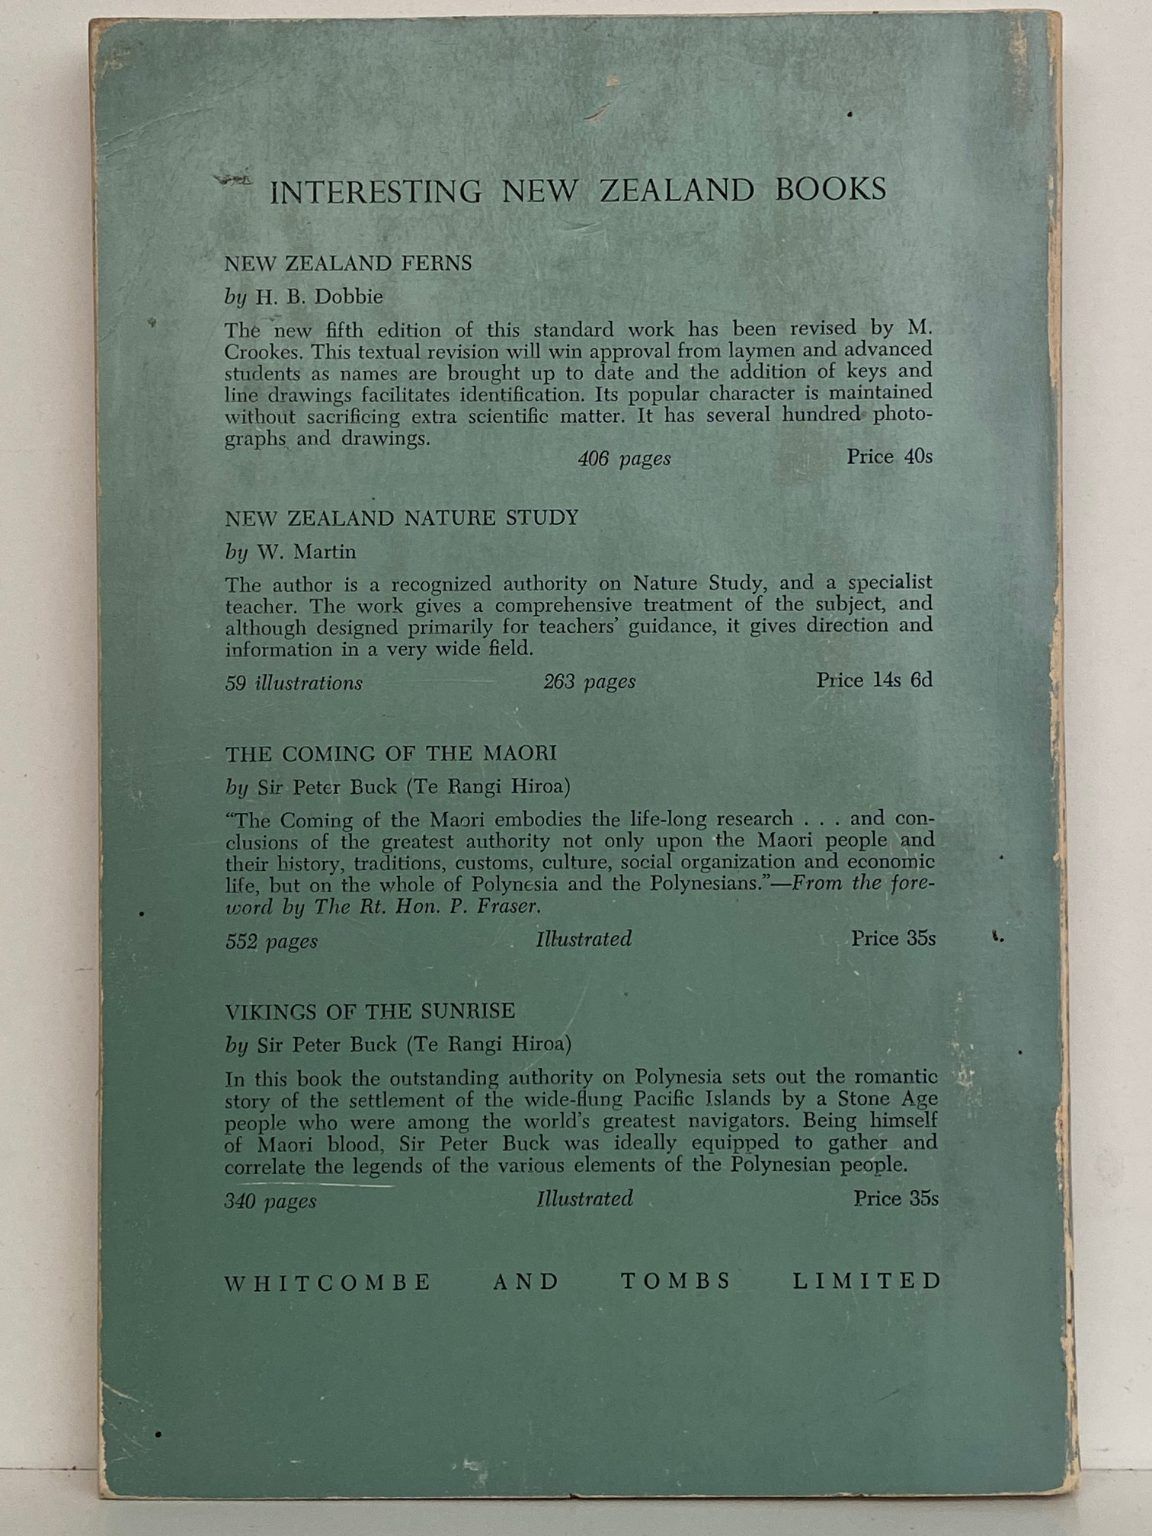 INTERESTING NEW ZEALAND BOOKS
NEW ZEALAND FERNS
by H. B. Dobbie
The new fifth edition of this standard work has been revised by M.
Crookes. This textual revision will win approval from laymen and advanced
students as names are brought up to date and the addition of keys and
line drawings facilitates identification. Its popular character is maintained
without sacrificing extra scientific matter. It has several hundred photo-
graphs and drawings.
406 pages Price 40s
NEW ZEALAND NATURE STUDY
by W. Martin
The author is a recognized authority on Nature Study, and a specialist
teacher. The work gives a comprehensive treatment of the subject, and
although designed primarily for teachers' guidance, it gives direction and
information in a very wide field.
59 illustrations 263 pages Price 14s 6d
THE COMING OF THE MAORI
by Sir Peter Buck (Te Rangi Hiroa)
"The Coming of the Maori embodies the life-long research . . . and con-
clusions of the greatest authority not only upon the Maori people and
their history, traditions, customs, culture, social organization and economic
life, but on the whole of Polynesia and the Polynesians."—From the fore-
word by The Rt. Hon. P. Fraser.
552 pages Illustrated Price 35s
VIKINGS OF THE SUNRISE
by Sir Peter Buck (Te Rangi Hiroa)
In this book the outstanding authority on Polynesia sets out the romantic
story of the settlement of the wide-flung Pacific Islands by a Stone Age
people who were among the world's greatest navigators. Being himself
of Maori blood, Sir Peter Buck was ideally equipped to gather and
correlate the legends of the various elements of the Polynesian people.
340 pages Illustrated Price 35s
WHITCOMBE AND TOMBS LIMITED